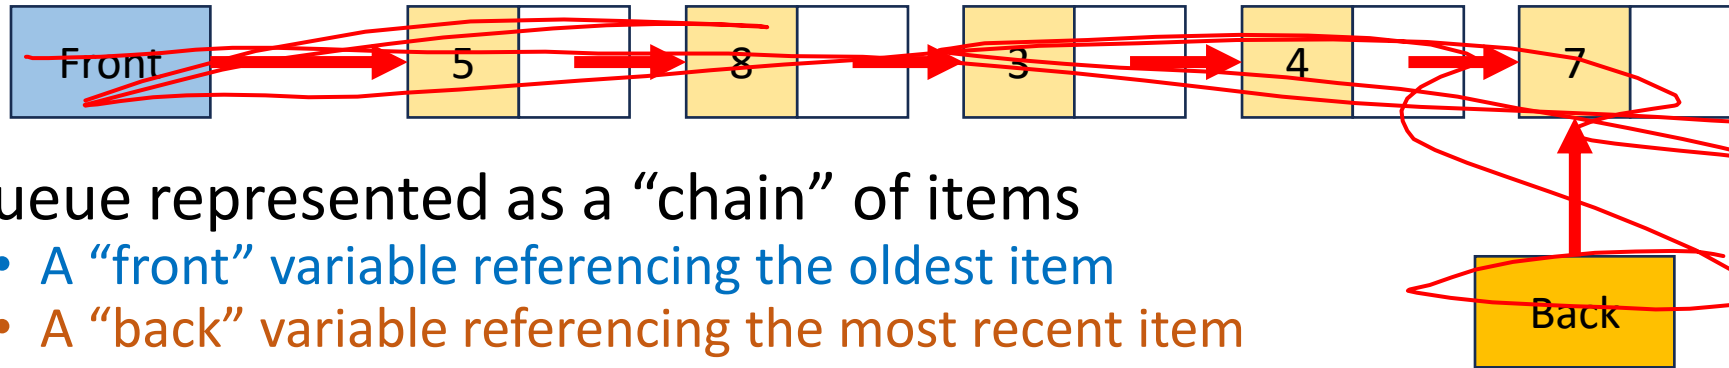 Front 5 8 3 4 7
ueue represented as a “chain” of items
• A “front” variable referencing the oldest item
• A “back” variable referencing the most recent item
Back